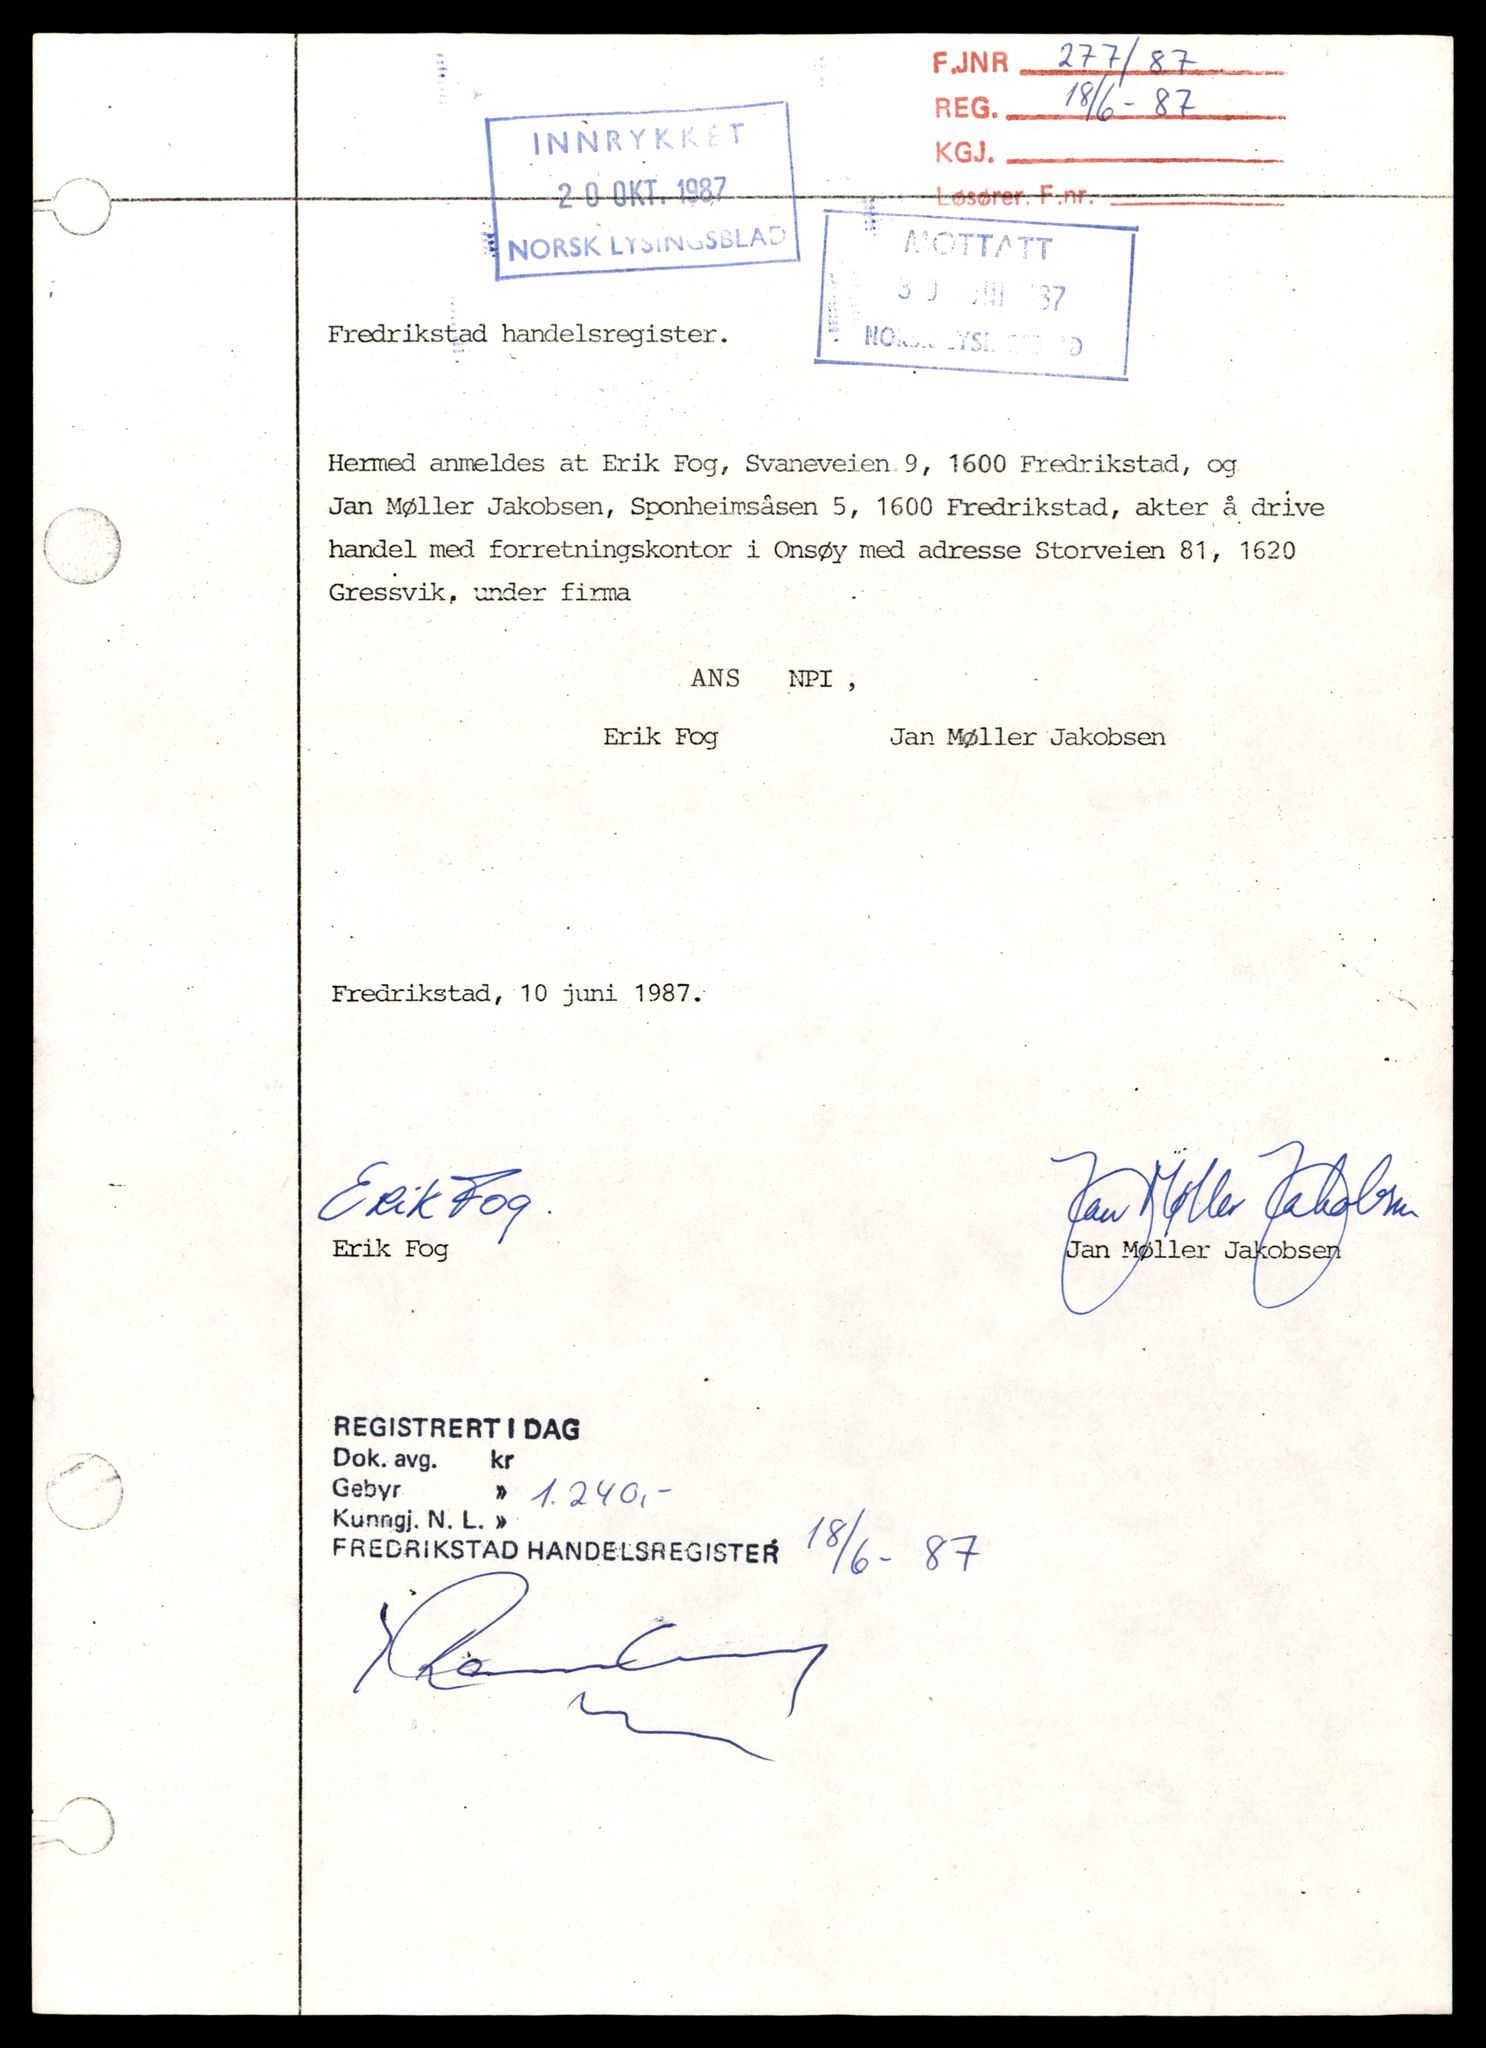 F.JNR 277/87
REG. 18/6-87
KGJ.
Løsører. F.nr.
INNRYKKET
20 OKT. 1987
NORSK LYSINGSBLAD
MOTTATT
87
Fredrikstad handelsregister.
Hermed anmeldes at Erik Fog, Svaneveien 9, 1600 Fredrikstad, og
Jan Møller Jakobsen, Sponheimsåsen 5, 1600 Fredrikstad, akter å drive
handel med forretningskontor i Onsøy med adresse Storveien 81, 1620
Gressvik, under firma
ANS NPI ,
Erik Fog Jan Møller Jakobsen
Fredrikstad, 10 juni 1987.
Erik Fog. Jan Møller Jakobsen
Erik Fog Jan Møller Jakobsen
REGISTRERT I DAG
Dok. avg. kr
Gebyr » 1.240,-
Kunngj. N. L. »
FREDRIKSTAD HANDELSREGISTER 18/6-87